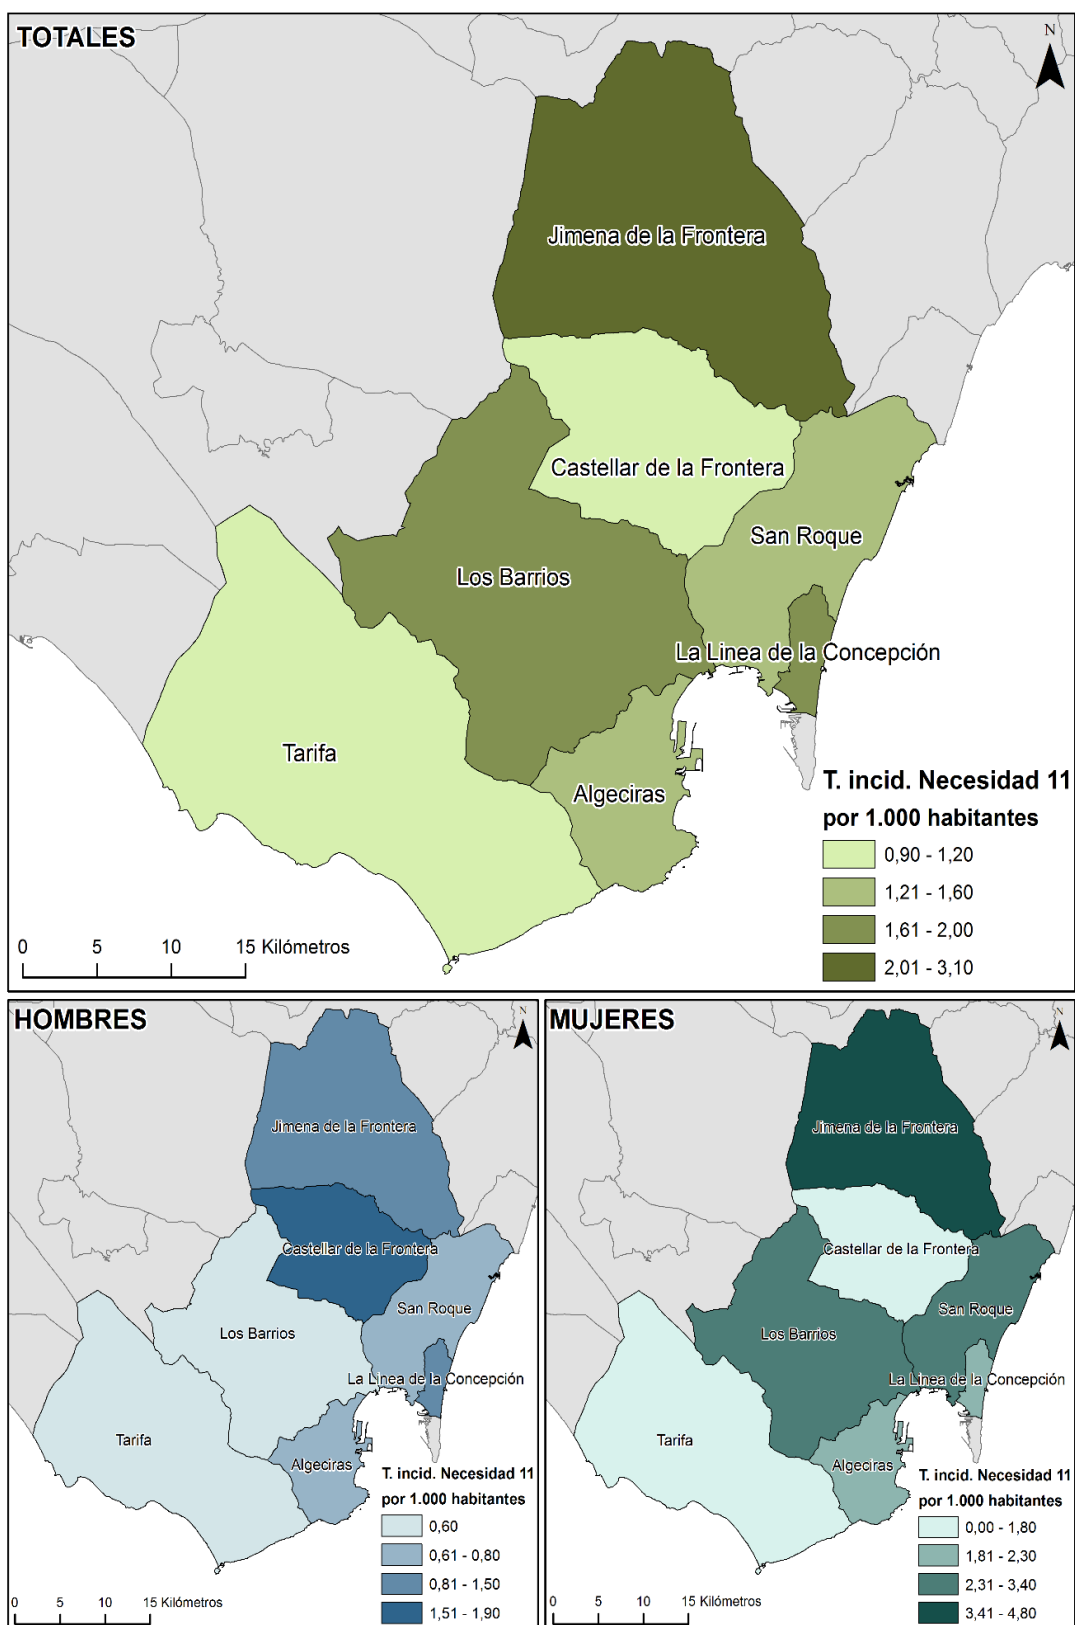 TOTALES
N
Jimena de la Frontera
Castellar de la Frontera
San Roque
Los Barrios
La Linea de la Concepción
Tarifa
Algeciras
T. incid. Necesidad 11
por 1.000 habitantes
0,90 - 1,20
1,21 - 1,60
1,61 - 2,00
2,01 - 3,10
0 5 10 15 Kilómetros
HOMBRES
N
Jimena de la Frontera
Castellar de la Frontera
San Roque
Los Barrios
La Linea de la Concepción
Tarifa
Algeciras
T. incid. Necesidad 11
por 1.000 habitantes
0,60
0,61 - 0,80
0,81 - 1,50
1,51 - 1,90
0 5 10 15 Kilómetros
MUJERES
N
Jimena de la Frontera
Castellar de la Frontera
San Roque
Los Barrios
La Linea de la Concepción
Tarifa
Algeciras
T. incid. Necesidad 11
por 1.000 habitantes
0,00 - 1,80
1,81 - 2,30
2,31 - 3,40
3,41 - 4,80
0 5 10 15 Kilómetros